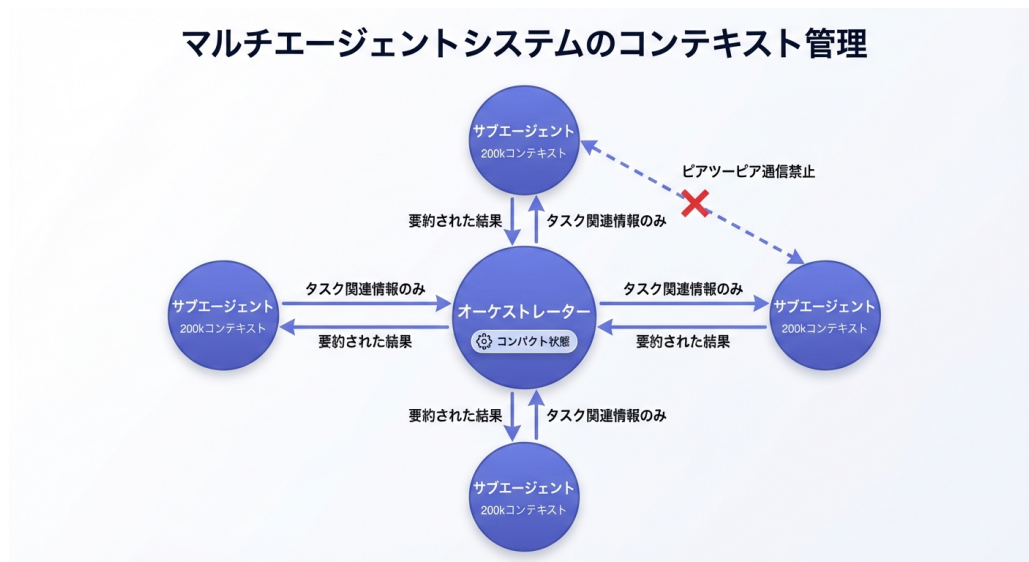 マルチエージェントシステムのコンテキスト管理
サブエージェント
200kコンテキスト
ピアツーピア通信禁止
要約された結果
タスク関連情報のみ
サブエージェント
200kコンテキスト
タスク関連情報のみ
要約された結果
オーケストレーター
コンパクト状態
タスク関連情報のみ
要約された結果
サブエージェント
200kコンテキスト
要約された結果
タスク関連情報のみ
サブエージェント
200kコンテキスト